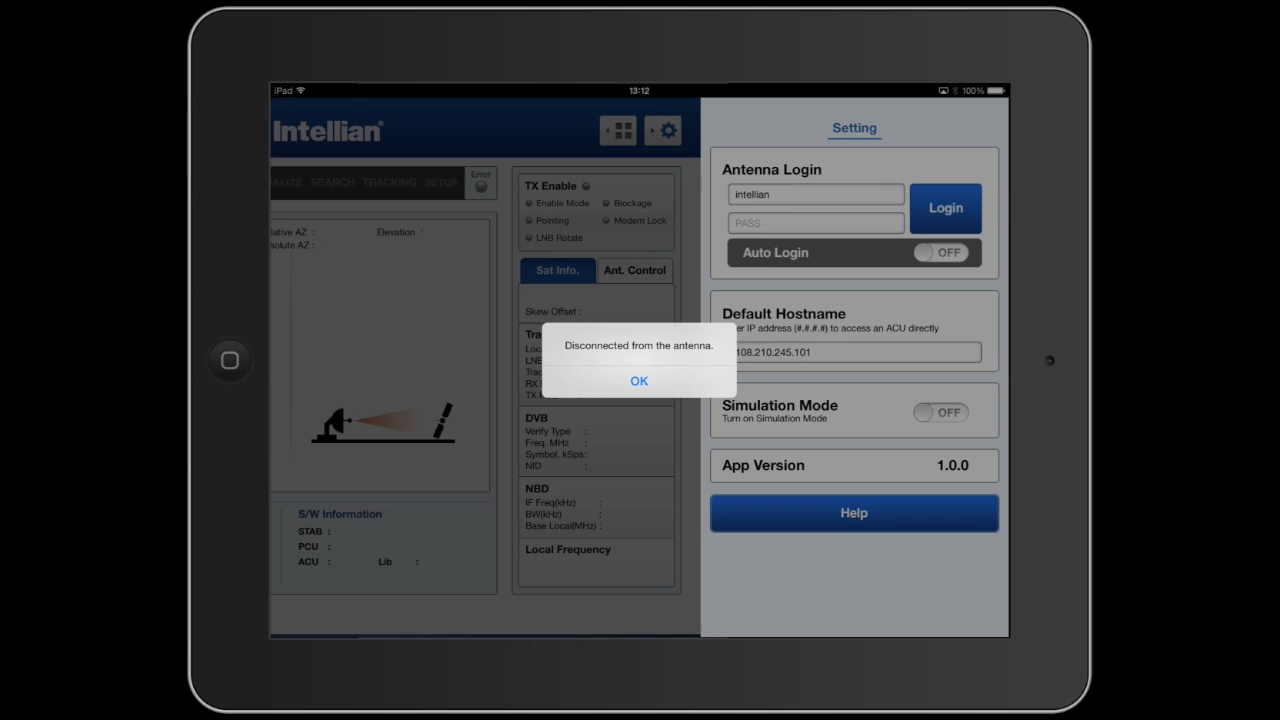 iPad 13:12 100%
Intellian®
SEARCH TRACKING SETUP Error
Relative AZ : Elevation :
Absolute AZ :
S/W Information
STAB :
PCU :
ACU : Lib :
TX Enable
Enable Mode Blockage
Pointing Modem Lock
LNB Rotate
Sat Info. Ant. Control
Skew Offset :
DVB
Verify Type :
Freq. MHz :
Symbol. kSps:
NID :
NBD
IF Freq(kHz) :
BW(kHz) :
Base Local(MHz) :
Local Frequency
Disconnected from the antenna.
OK
Setting
Antenna Login
intellian
PASS
Login
Auto Login OFF
Default Hostname
IP address (#.#.#.#) to access an ACU directly
108.210.245.101
Simulation Mode
Turn on Simulation Mode
OFF
App Version 1.0.0
Help